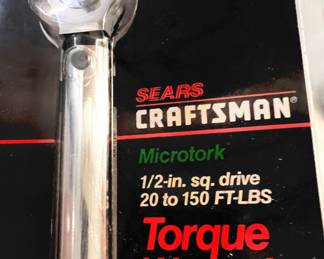 SEARS
CRAFTSMAN®
Microtork
1/2-in. sq. drive
20 to 150 FT-LBS
Torque